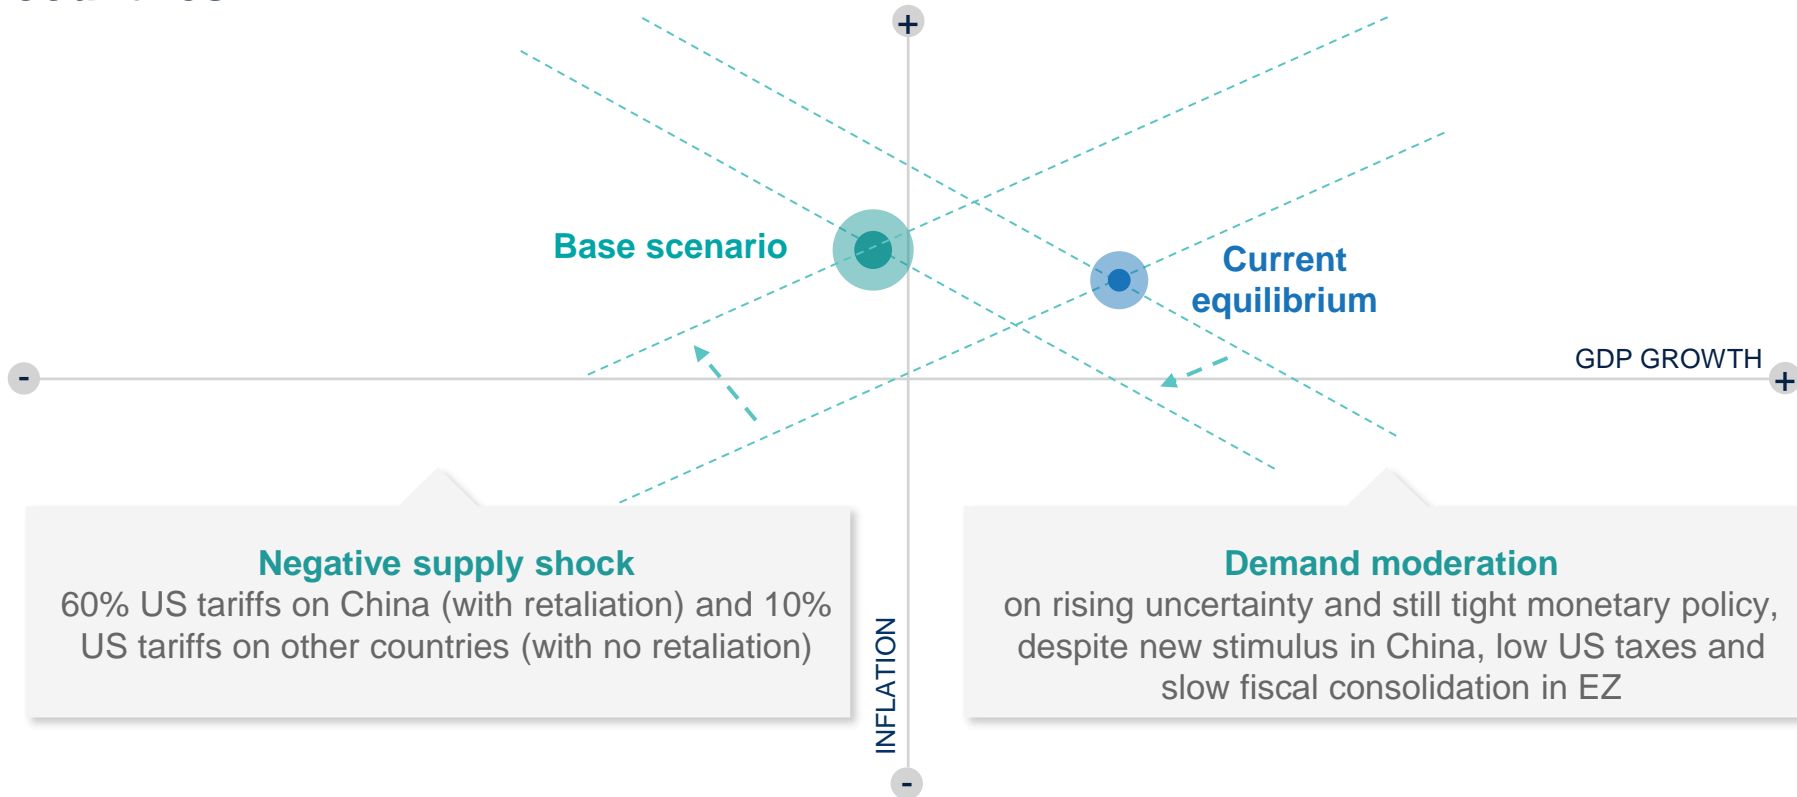 +
Base scenario
Current
equilibrium
GDP GROWTH
-
+
Negative supply shock
60% US tariffs on China (with retaliation) and 10%
US tariffs on other countries (with no retaliation)
Demand moderation
on rising uncertainty and still tight monetary policy,
despite new stimulus in China, low US taxes and
slow fiscal consolidation in EZ
INFLATION
-